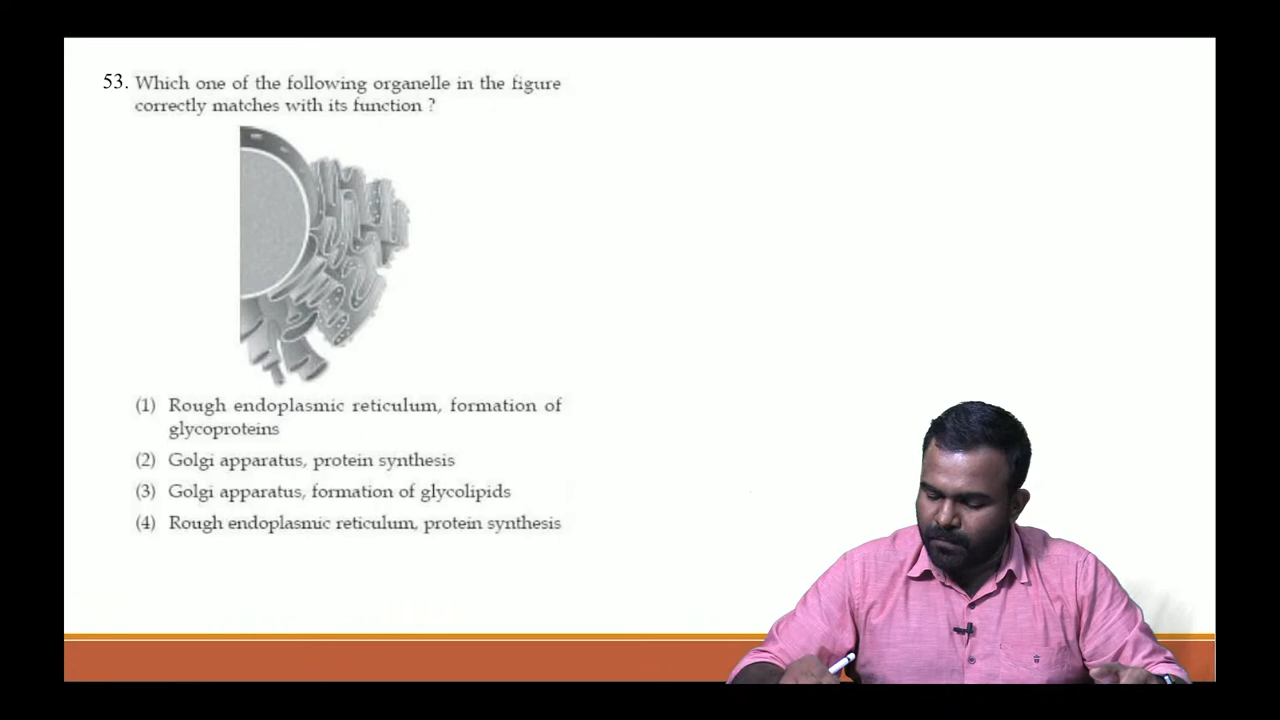 53. Which one of the following organelle in the figure
correctly matches with its function ?
(1) Rough endoplasmic reticulum, formation of
glycoproteins
(2) Golgi apparatus, protein synthesis
(3) Golgi apparatus, formation of glycolipids
(4) Rough endoplasmic reticulum, protein synthesis